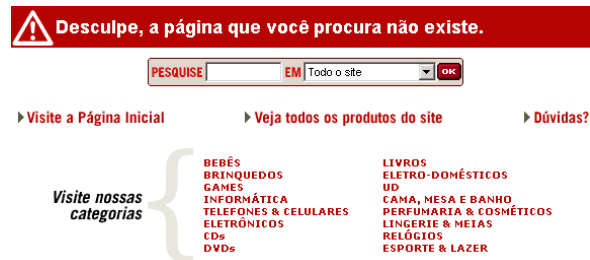 Desculpe, a página que você procura não existe.
PESQUISE EM Todo o site OK
Visite a Página Inicial Veja todos os produtos do site Dúvidas?
Visite nossas categorias
BEBÊS
BRINQUEDOS
GAMES
INFORMÁTICA
TELEFONES & CELULARES
ELETRÔNICOS
CDs
DVDs
LIVROS
ELETRO-DOMÉSTICOS
UD
CAMA, MESA E BANHO
PERFUMARIA & COSMÉTICOS
LINGERIE & MEIAS
RELÓGIOS
ESPORTE & LAZER